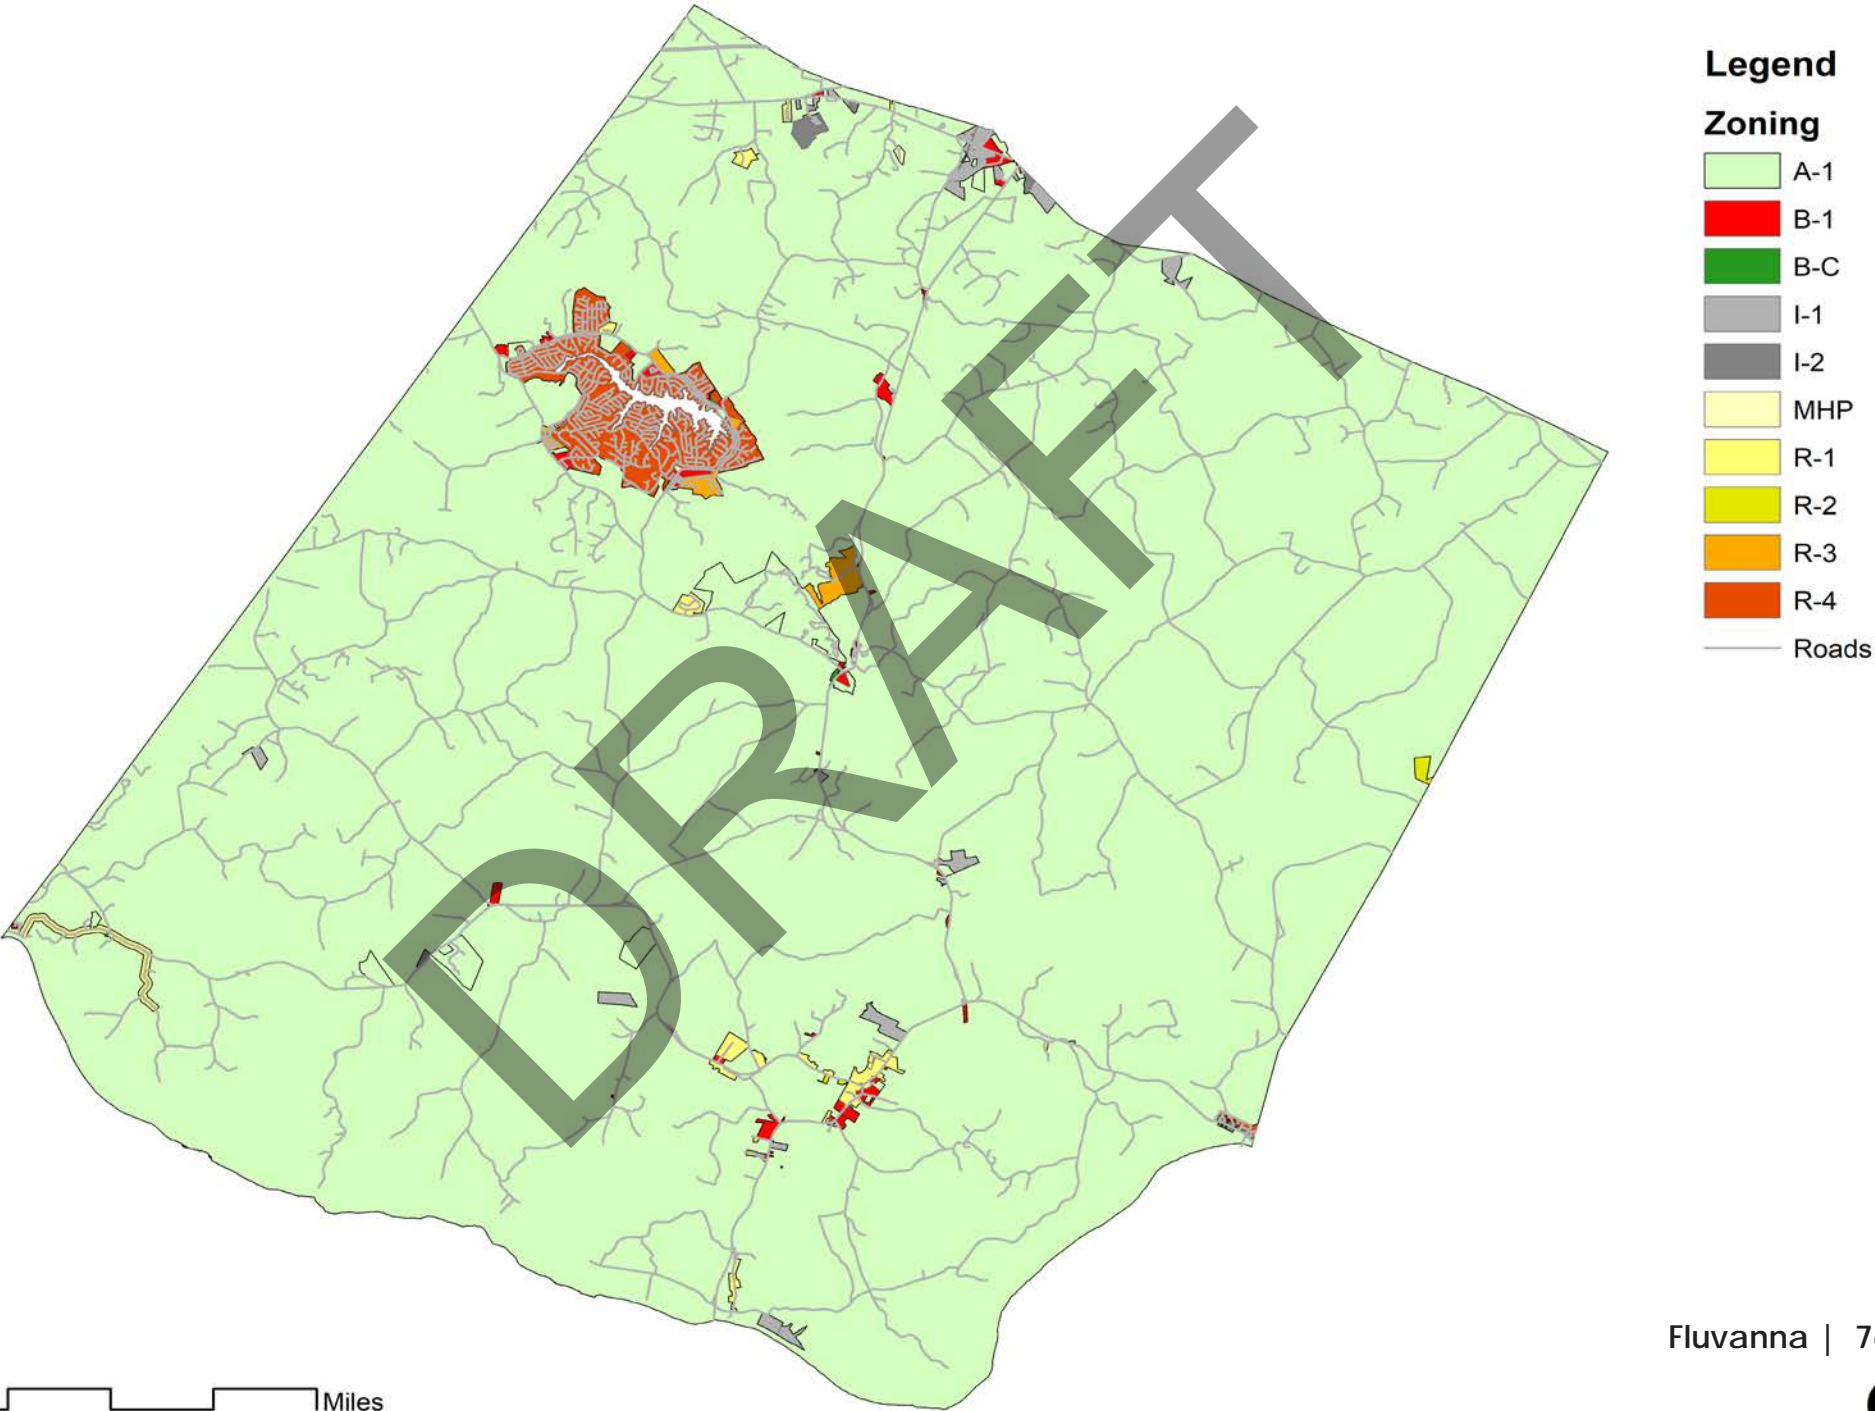 Legend
Zoning
A-1
B-1
B-C
I-1
I-2
MHP
R-1
R-2
R-3
R-4
Roads
DRAFT
Fluvanna |
Miles